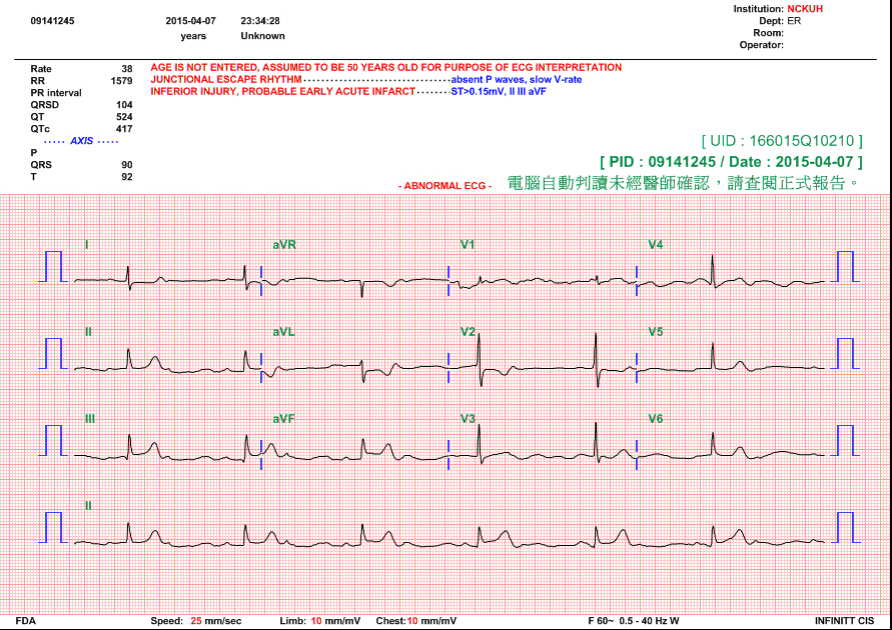 Institution: NCKUH
09141245 2015-04-07 23:34:28 Dept: ER
years Unknown Room:
Operator:
Rate 38 AGE IS NOT ENTERED, ASSUMED TO BE 50 YEARS OLD FOR PURPOSE OF ECG INTERPRETATION
RR 1579 JUNCTIONAL ESCAPE RHYTHM - - - - - - - - - - - - - - - - - - - - - - - - - - - - - -absent P waves, slow V-rate
PR interval INFERIOR INJURY, PROBABLE EARLY ACUTE INFARCT - - - - - - -ST>0.15mV, II III aVF
QRSD 104
QT 524
QTc 417
- - - - - AXIS - - - - -
P
QRS 90
T 92
[ UID : 166015Q10210 ]
[ PID : 09141245 / Date : 2015-04-07 ]
- ABNORMAL ECG - 電腦自動判讀未經醫師確認，請查閱正式報告。
I aVR V1 V4
II aVL V2 V5
III aVF V3 V6
II
FDA Speed: 25 mm/sec Limb: 10 mm/mV Chest:10 mm/mV F 60~ 0.5 - 40 Hz W INFINITT CIS